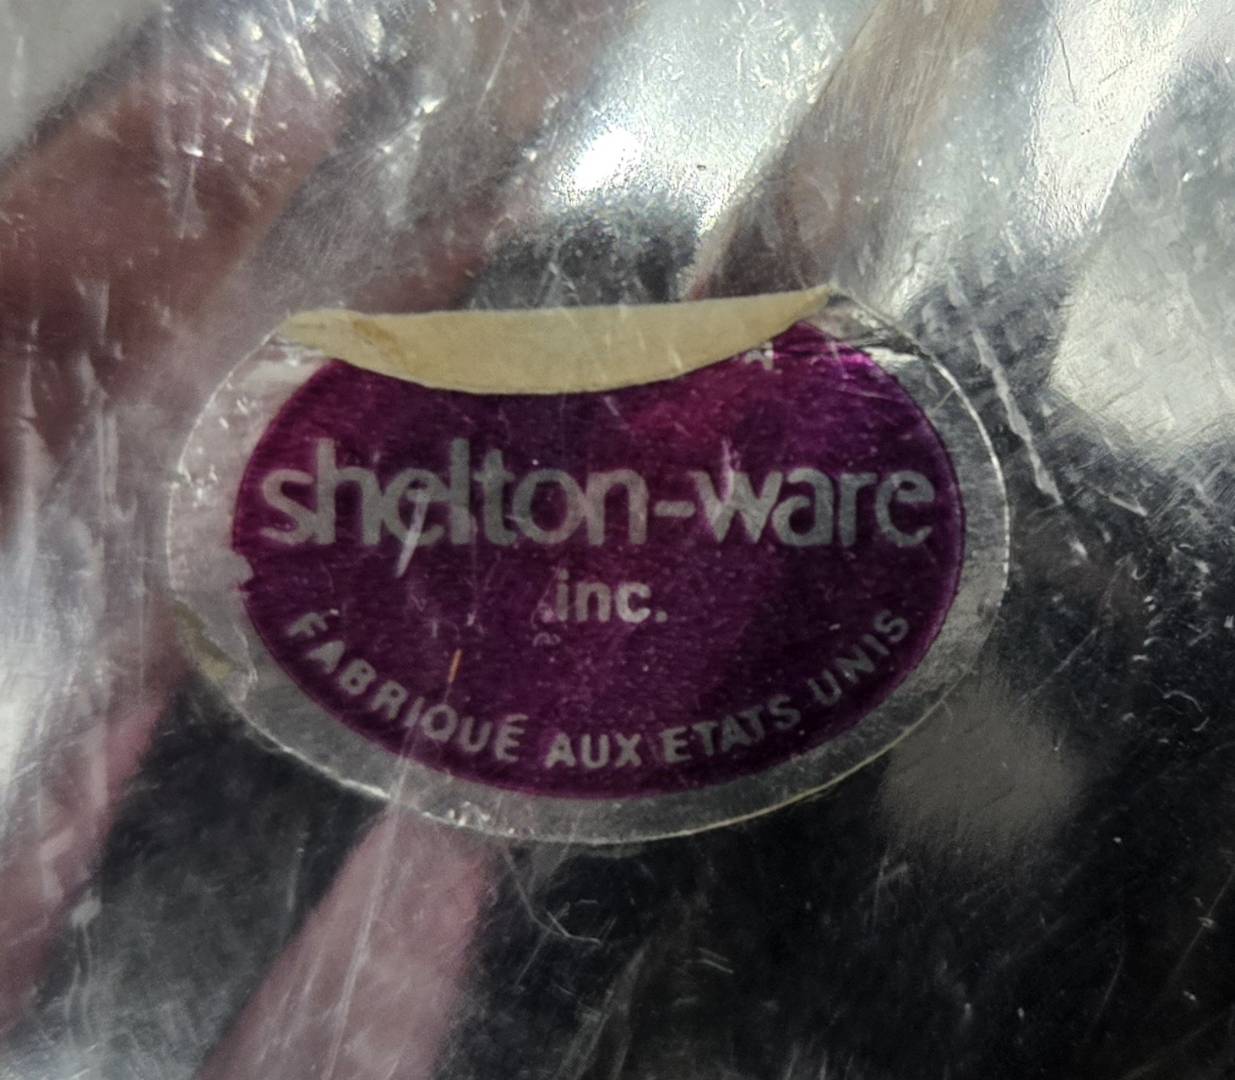 shelton-ware
inc.
FABRIQUÉ AUX ETATS UNIS